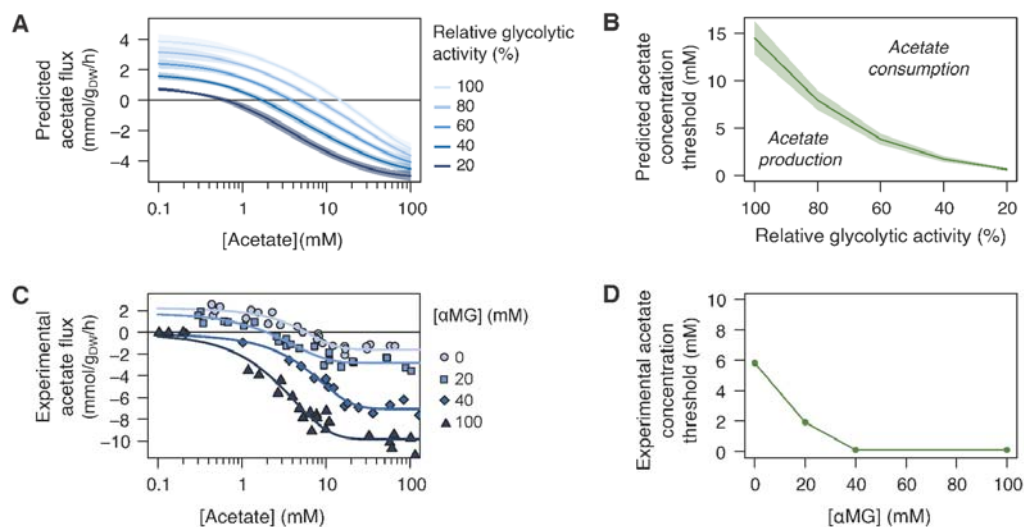 A
Predicted
acetate flux
(mmol/gDW/h)
4
2
0
−2
−4
0.1
1
10
100
[Acetate] (mM)
Relative glycolytic
activity (%)
100
80
60
40
20
B
Predicted acetate
concentration
threshold (mM)
15
10
5
0
Acetate
consumption
Acetate
production
100
80
60
40
20
Relative glycolytic activity (%)
C
Experimental
acetate flux
(mmol/gDW/h)
2
0
−2
−4
−6
−8
−10
0.1
1
10
100
[Acetate] (mM)
[αMG] (mM)
0
20
40
100
D
Experimental acetate
concentration
threshold (mM)
10
8
6
4
2
0
0
20
40
60
80
100
[αMG] (mM)